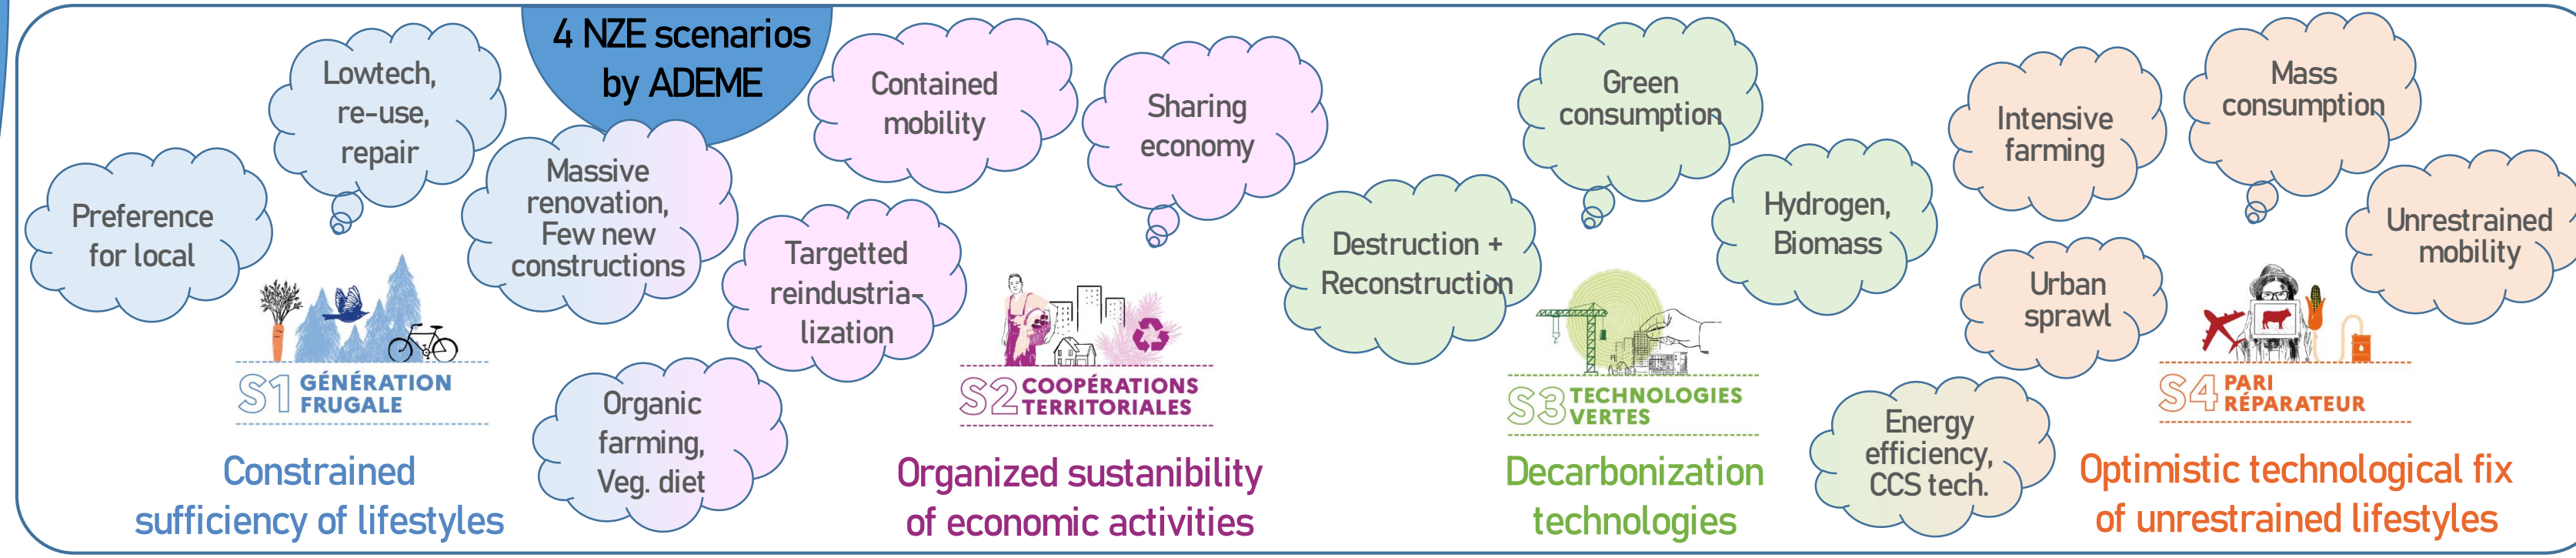 4 NZE scenarios
by ADEME
Lowtech,
re-use,
repair
Preference
for local
Massive
renovation,
Few new
constructions
Organic
farming,
Veg. diet
S1 GÉNÉRATION
FRUGALE
Constrained
sufficiency of lifestyles
Contained
mobility
Sharing
economy
Targetted
reindustria-
lization
S2 COOPÉRATIONS
TERRITORIALES
Organized sustanibility
of economic activities
Green
consumption
Destruction +
Reconstruction
Hydrogen,
Biomass
S3 TECHNOLOGIES
VERTES
Decarbonization
technologies
Energy
efficiency,
CCS tech.
Intensive
farming
Mass
consumption
Urban
sprawl
Unrestrained
mobility
S4 PARI
RÉPARATEUR
Optimistic technological fix
of unrestrained lifestyles